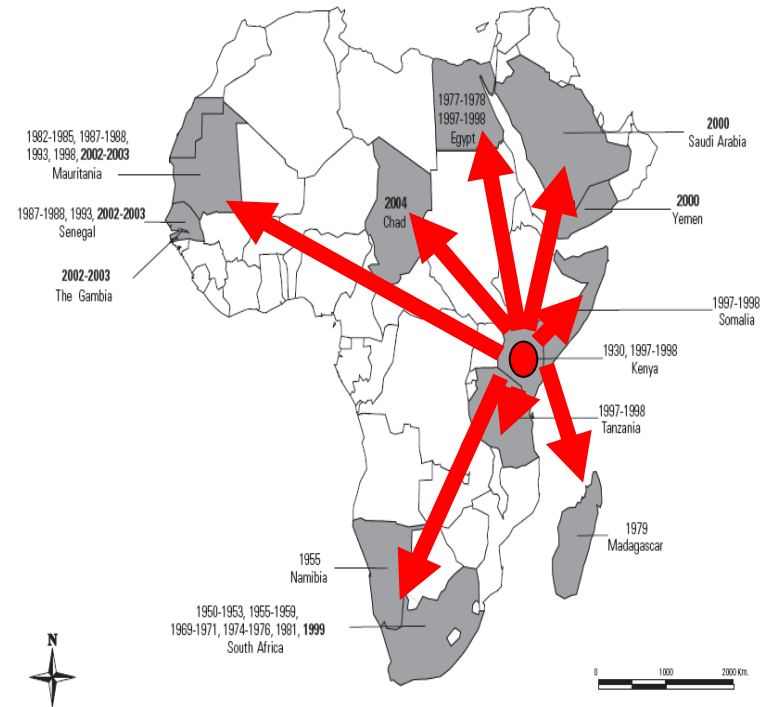 1977-1978
1997-1998
Egypt
2000
Saudi Arabia
1982-1985, 1987-1988,
1993, 1998, 2002-2003
Mauritania
2004
Chad
2000
Yemen
1987-1988, 1993, 2002-2003
Senegal
2002-2003
The Gambia
1997-1998
Somalia
1930, 1997-1998
Kenya
1997-1998
Tanzania
1979
Madagascar
1955
Namibia
1950-1953, 1955-1959,
1969-1971, 1974-1976, 1981, 1999
South Africa
N
0 1000 2000 Km.